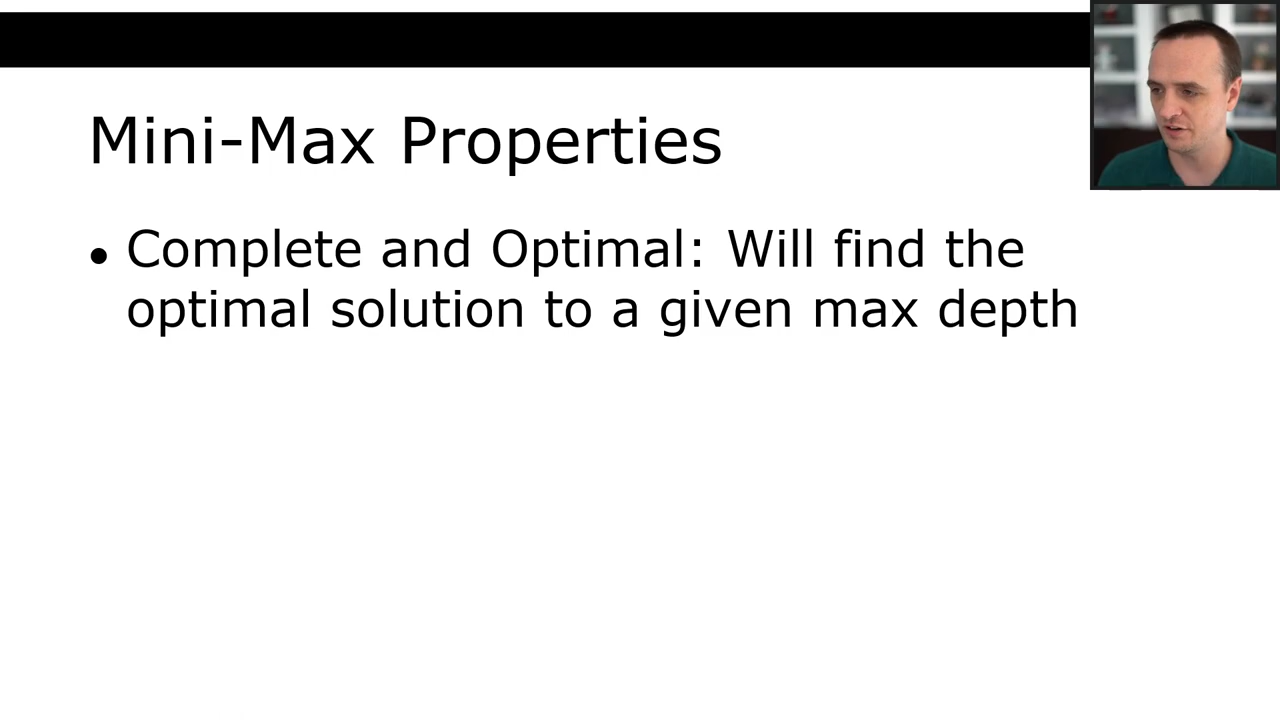 Mini-Max Properties
• Complete and Optimal: Will find the
optimal solution to a given max depth